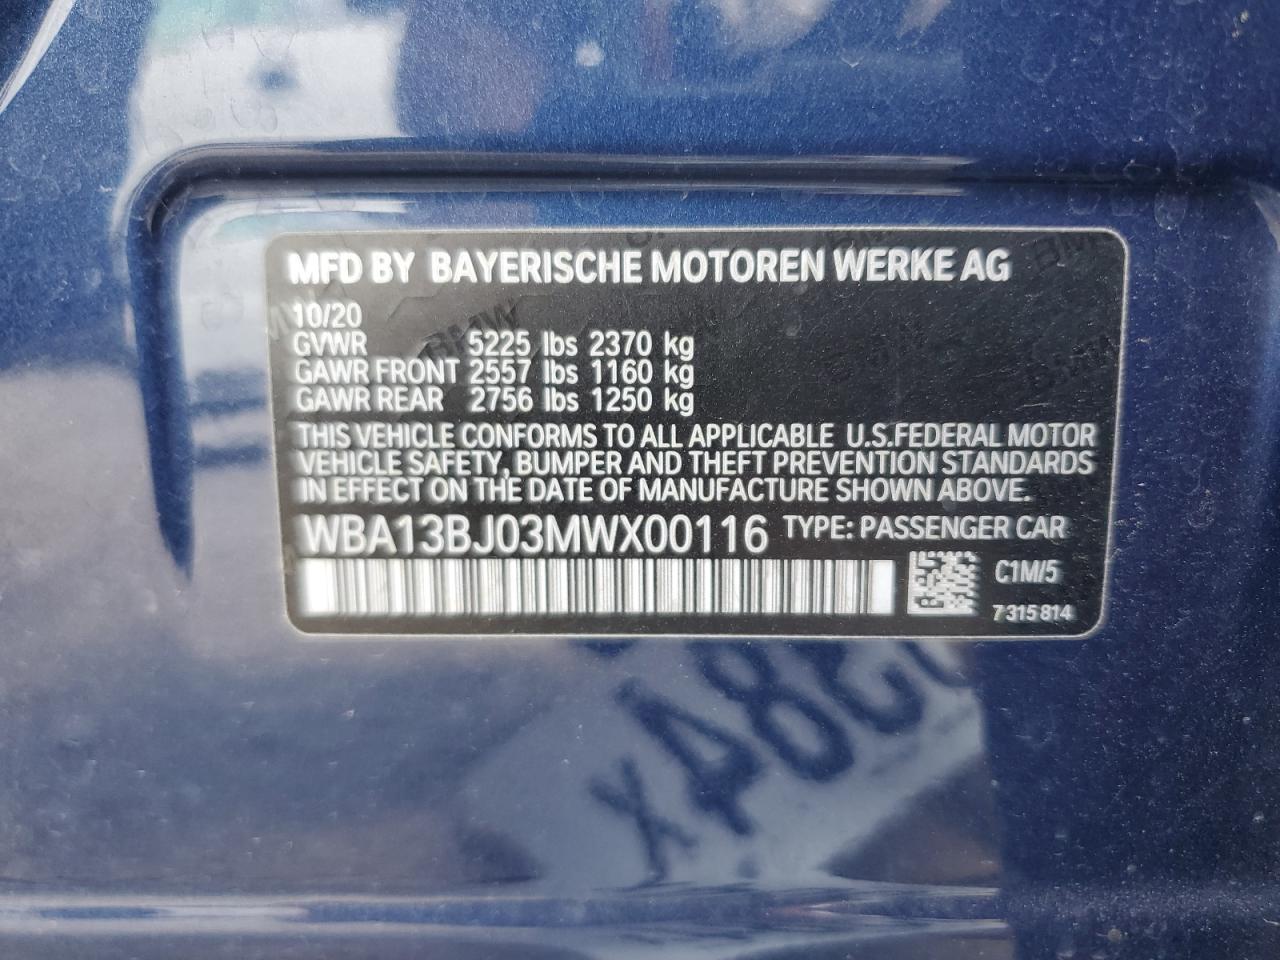 MFD BY BAYERISCHE MOTOREN WERKE AG
10/20
GVWR 5225 lbs 2370 kg
GAWR FRONT 2557 lbs 1160 kg
GAWR REAR 2756 lbs 1250 kg
THIS VEHICLE CONFORMS TO ALL APPLICABLE U.S.FEDERAL MOTOR
VEHICLE SAFETY, BUMPER AND THEFT PREVENTION STANDARDS
IN EFFECT ON THE DATE OF MANUFACTURE SHOWN ABOVE.
WBA13BJ03MWX00116 TYPE: PASSENGER CAR
C1M/5
7 315 814